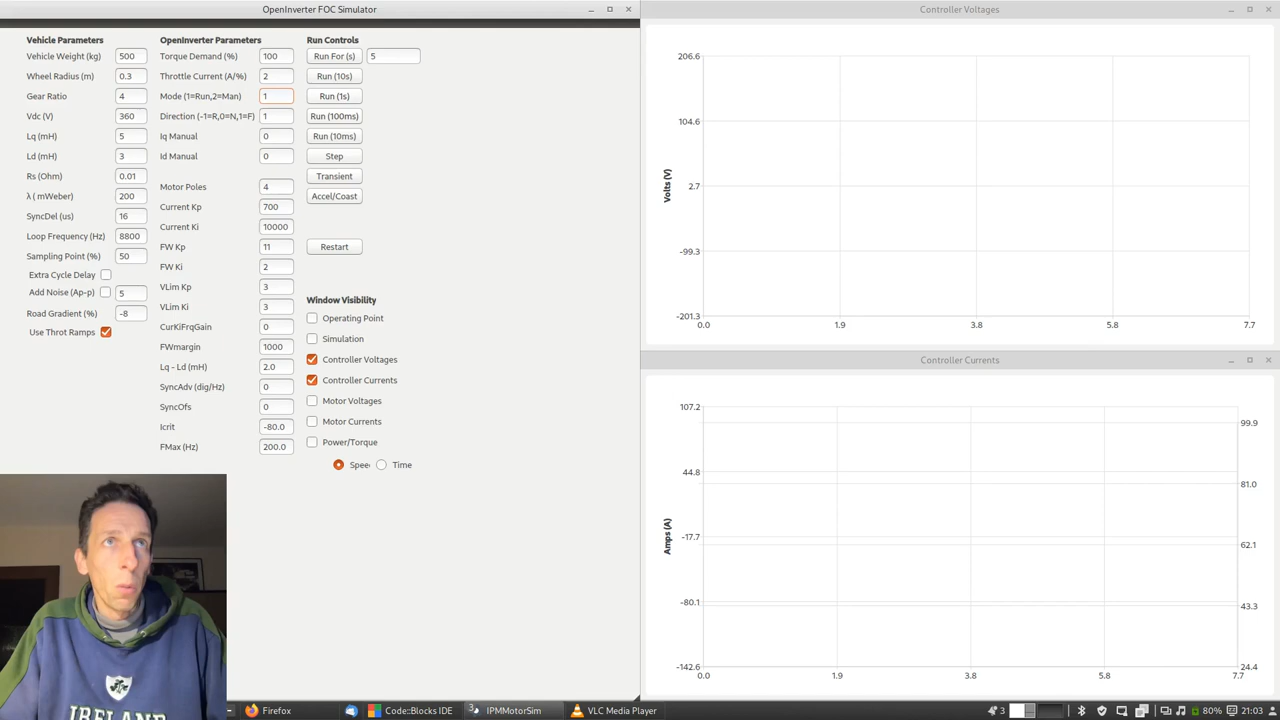 OpenInverter FOC Simulator
Vehicle Parameters
Vehicle Weight (kg) 500
Wheel Radius (m) 0.3
Gear Ratio 4
Vdc (V) 360
Lq (mH) 5
Ld (mH) 3
Rs (Ohm) 0.01
λ ( mWeber) 200
SyncDel (us) 16
Loop Frequency (Hz) 8800
Sampling Point (%) 50
Extra Cycle Delay
Add Noise (Ap-p) 5
Road Gradient (%) -8
Use Throt Ramps
OpenInverter Parameters
Torque Demand (%) 100
Throttle Current (A/%) 2
Mode (1=Run,2=Man) 1
Direction (-1=R,0=N,1=F) 1
Iq Manual 0
Id Manual 0
Motor Poles 4
Current Kp 700
Current Ki 10000
FW Kp 11
FW Ki 2
VLim Kp 3
VLim Ki 3
CurKiFrqGain 0
FWmargin 1000
Lq - Ld (mH) 2.0
SyncAdv (dig/Hz) 0
SyncOfs 0
Icrit -80.0
FMax (Hz) 200.0
Run Controls
Run For (s) 5
Run (10s)
Run (1s)
Run (100ms)
Run (10ms)
Step
Transient
Accel/Coast
Restart
Window Visibility
Operating Point
Simulation
Controller Voltages
Controller Currents
Motor Voltages
Motor Currents
Power/Torque
Spee Time
Controller Voltages
Volts (V)
206.6
104.6
2.7
-99.3
-201.3
0.0 1.9 3.8 5.8 7.7
Controller Currents
Amps (A)
107.2
44.8
-17.7
-80.1
-142.6
99.9
81.0
62.1
43.3
24.4
0.0 1.9 3.8 5.8 7.7
IRELAND
Firefox Code::Blocks IDE IPMMotorSim VLC Media Player 3 80% 21:03